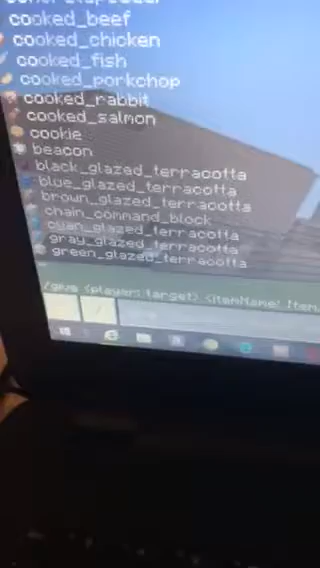 cooked_beef
cooked_chicken
cooked_fish
cooked_porkchop
cooked_rabbit
cooked_salmon
cookie
beacon
black_glazed_terracotta
blue_glazed_terracotta
brown_glazed_terracotta
chain_command_block
cyan_glazed_terracotta
gray_glazed_terracotta
green_glazed_terracotta
/give <player: target> <itemName: Item
/